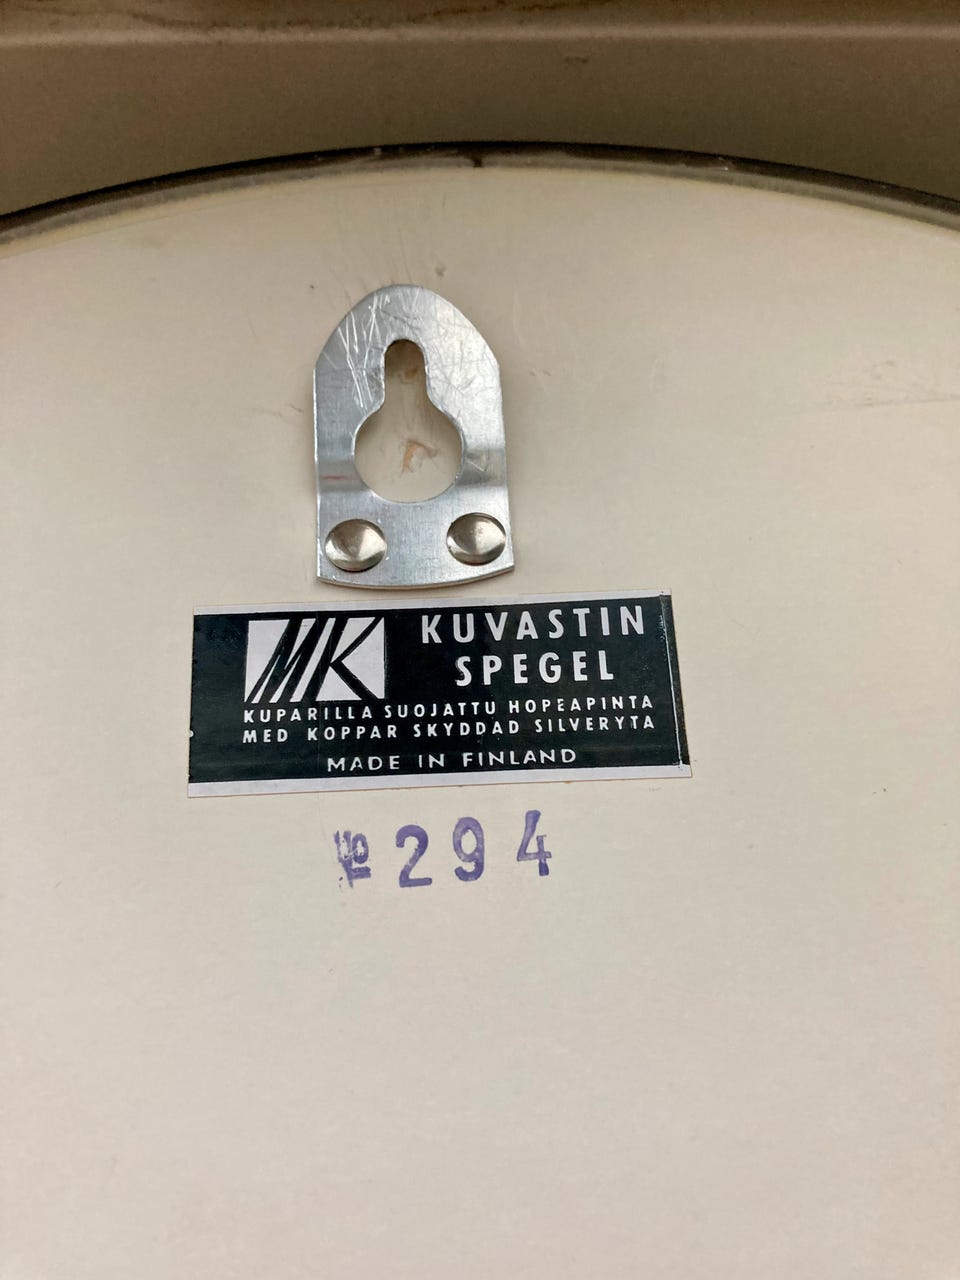 MK
KUVASTIN
SPEGEL
KUPARILLA SUOJATTU HOPEAPINTA
MED KOPPAR SKYDDAD SILVERYTA
MADE IN FINLAND
№ 294